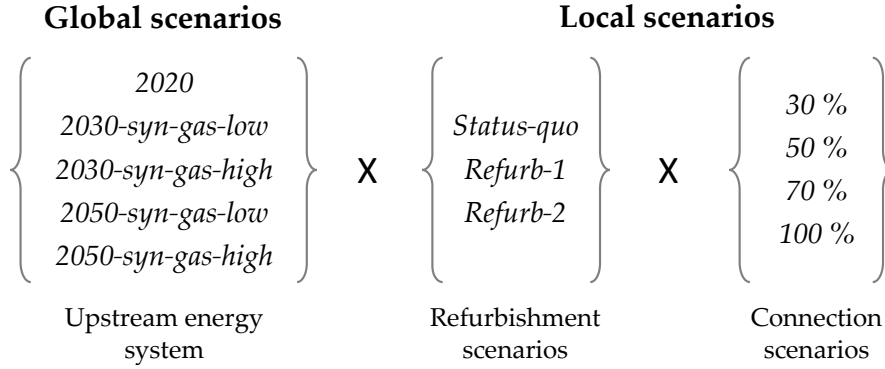 Global scenarios
Local scenarios
2020
2030-syn-gas-low
2030-syn-gas-high
2050-syn-gas-low
2050-syn-gas-high
X
Status-quo
Refurb-1
Refurb-2
X
30 %
50 %
70 %
100 %
Upstream energy
system
Refurbishment
scenarios
Connection
scenarios